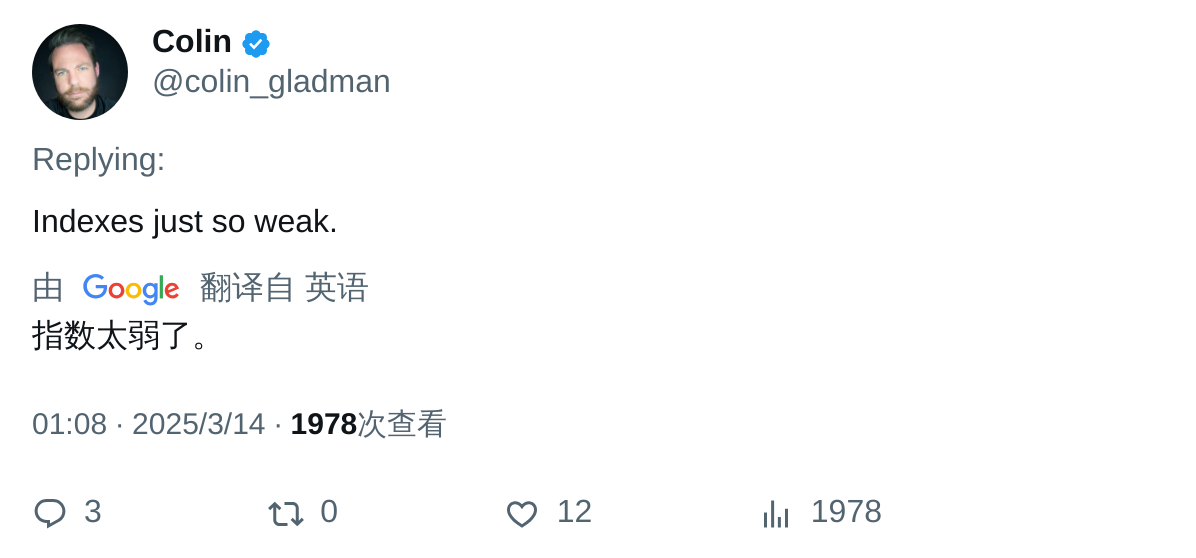 Colin
@colin_gladman
Replying:
Indexes just so weak.
由 Google 翻译自 英语
指数太弱了。
01:08 · 2025/3/14 · 1978次查看
3 0 12 1978